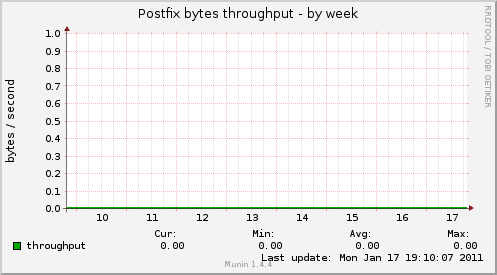 Postfix bytes throughput - by week
RRDTOOL / TOBI OETIKER
bytes / second
1.0
0.9
0.8
0.7
0.6
0.5
0.4
0.3
0.2
0.1
0.0
10 11 12 13 14 15 16 17
Cur: Min: Avg: Max:
throughput 0.00 0.00 0.00 0.00
Last update: Mon Jan 17 19:10:07 2011
Munin 1.4.4